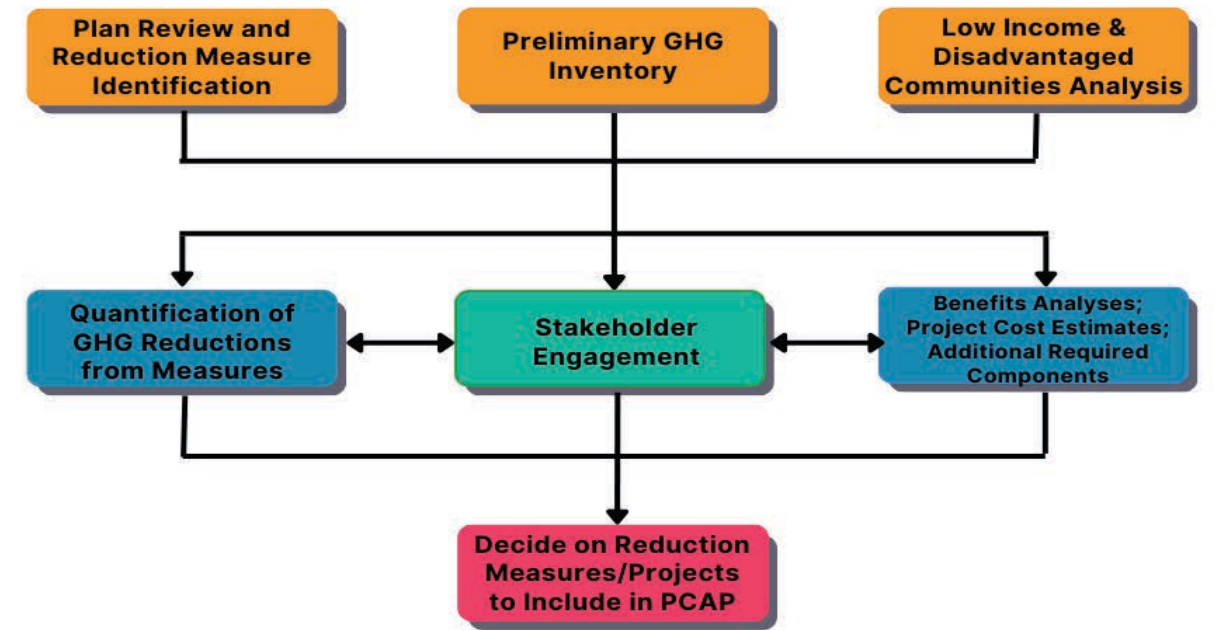 Plan Review and
Reduction Measure
Identification
Preliminary GHG
Inventory
Low Income &
Disadvantaged
Communities Analysis
Quantification of
GHG Reductions
from Measures
Stakeholder
Engagement
Benefits Analyses;
Project Cost Estimates;
Additional Required
Components
Decide on Reduction
Measures/Projects
to Include in PCAP